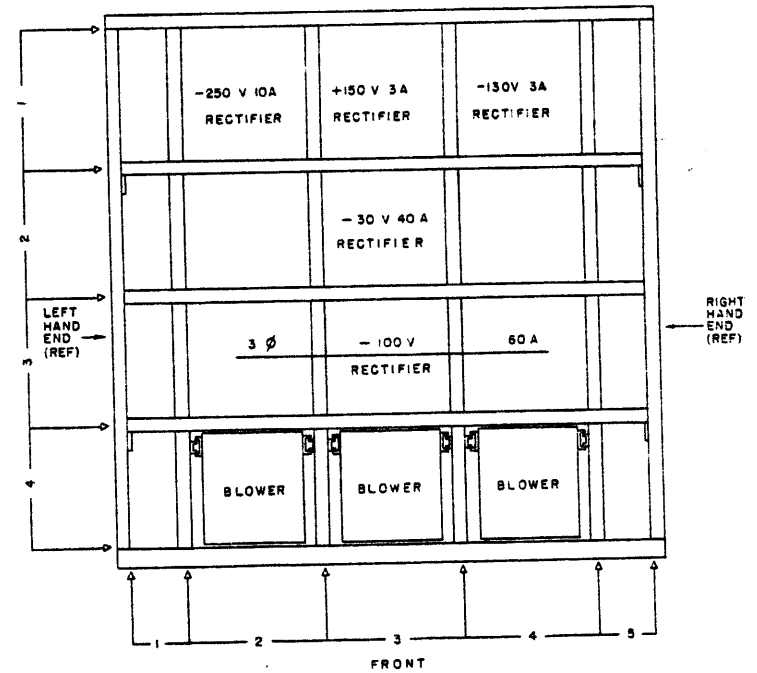 -250 V 10A
RECTIFIER
+150 V 3A
RECTIFIER
-130V 3A
RECTIFIER
1
- 30 V 40 A
RECTIFIER
2
LEFT
HAND
END
(REF)
RIGHT
HAND
END
(REF)
3 Ø - 100 V 60 A
RECTIFIER
3
BLOWER
BLOWER
BLOWER
4
1 2 3 4 5
FRONT